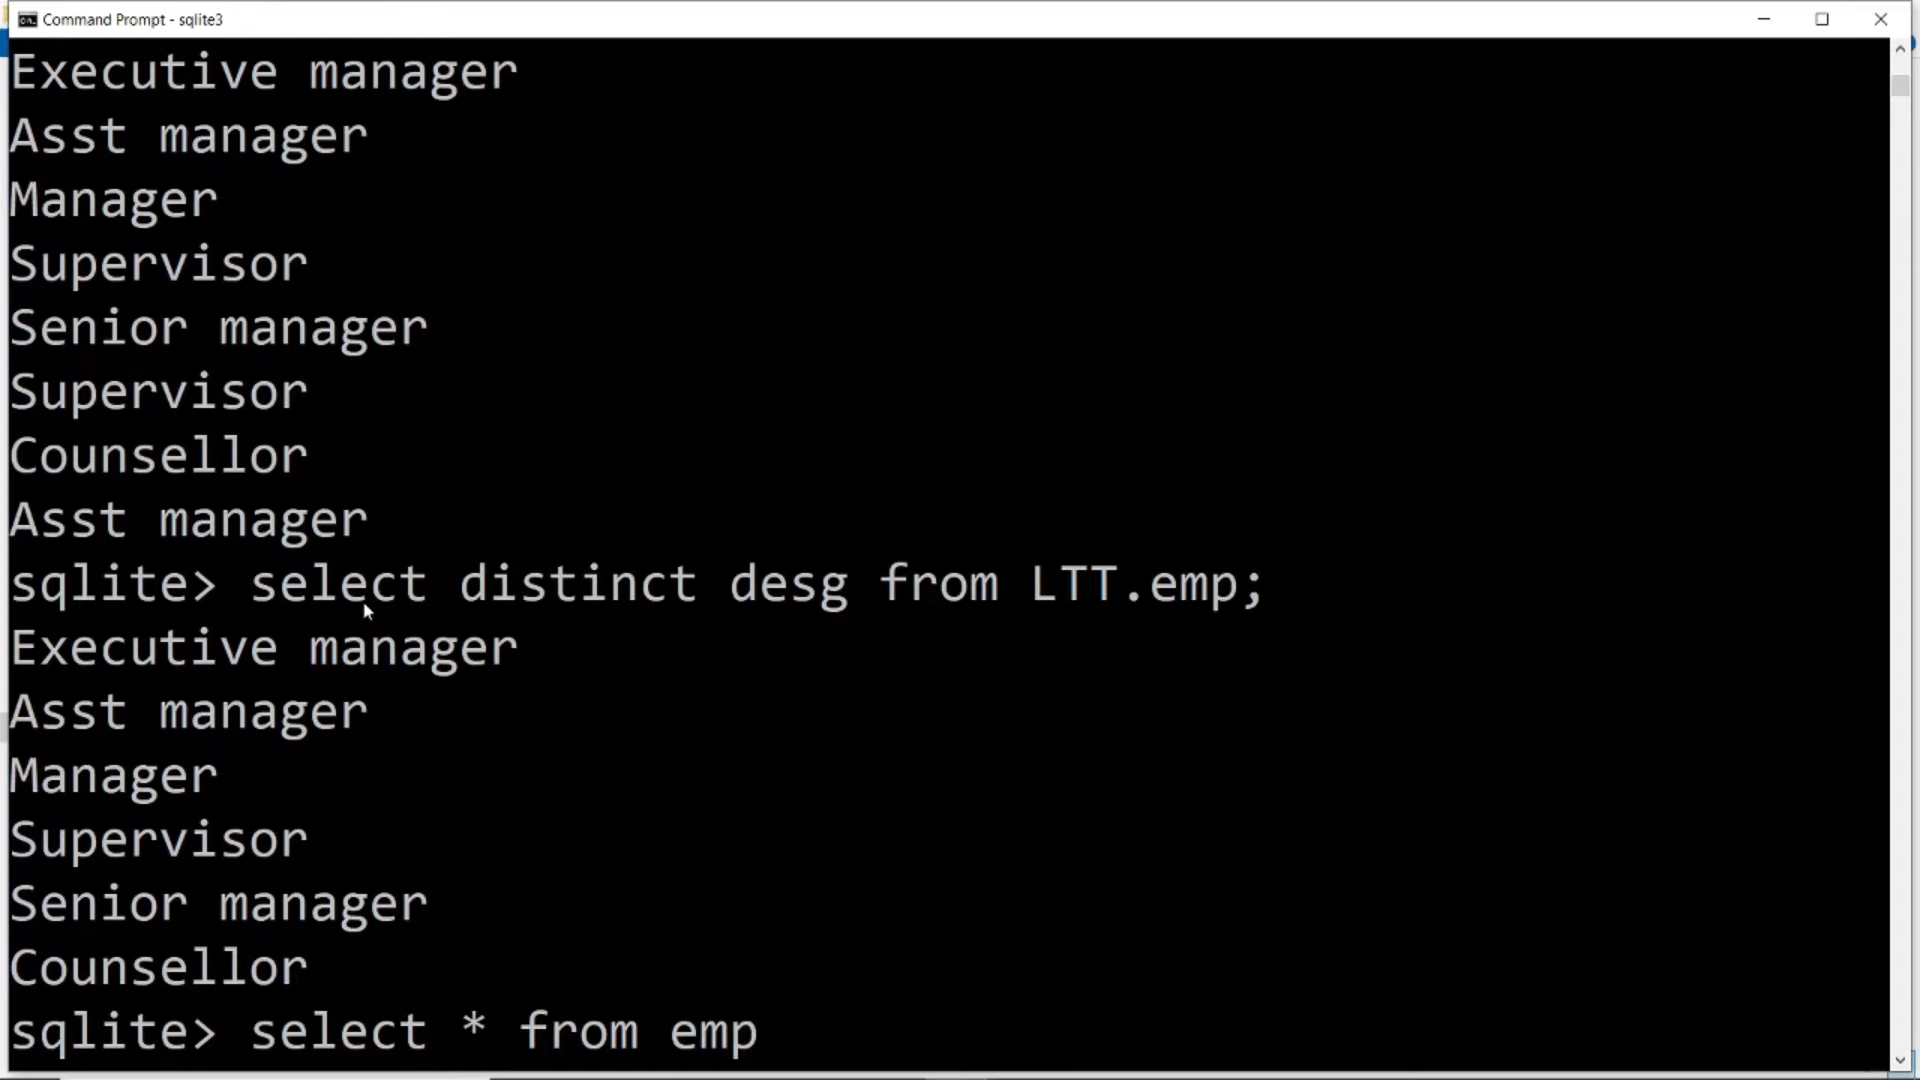 Command Prompt - sqlite3
Executive manager
Asst manager
Manager
Supervisor
Senior manager
Supervisor
Counsellor
Asst manager
sqlite> select distinct desg from LTT.emp;
Executive manager
Asst manager
Manager
Supervisor
Senior manager
Counsellor
sqlite> select * from emp